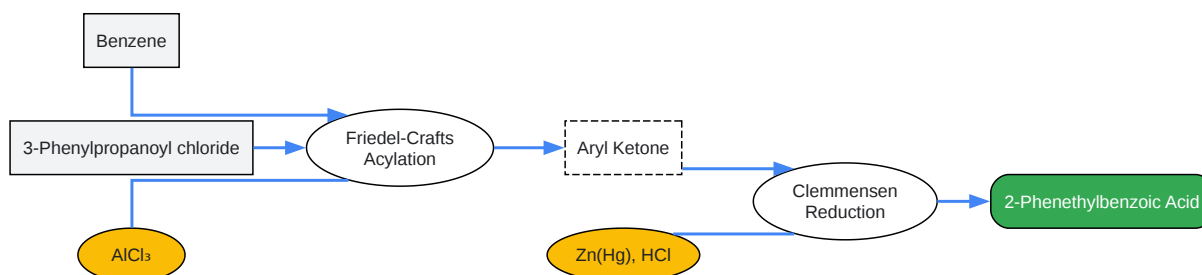 Benzene
3-Phenylpropanoyl chloride
Friedel-Crafts
Acylation
Aryl Ketone
AlCl₃
Clemmensen
Reduction
Zn(Hg), HCl
2-Phenethylbenzoic Acid